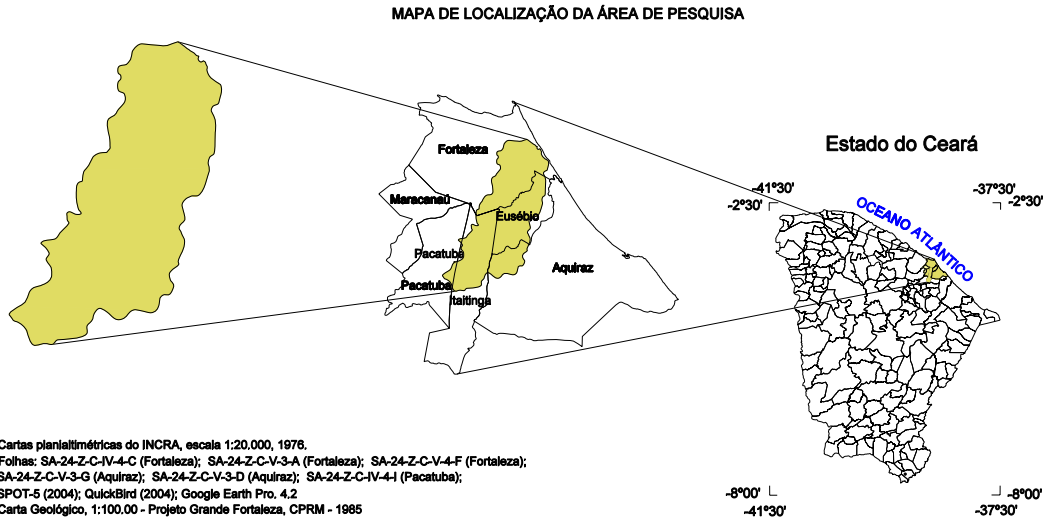 MAPA DE LOCALIZAÇÃO DA ÁREA DE PESQUISA
Estado do Ceará
-41°30'
-37°30'
-2°30'
-2°30'
OCEANO ATLÂNTICO
Fortaleza
Maracanaú
Eusébio
Pacatuba
Aquiraz
Pacatuba
Itaitinga
Cartas planialtimétricas do INCRA, escala 1:20.000, 1976.
Folhas: SA-24-Z-C-IV-4-C (Fortaleza); SA-24-Z-C-V-3-A (Fortaleza); SA-24-Z-C-V-4-F (Fortaleza);
SA-24-Z-C-V-3-G (Aquiraz); SA-24-Z-C-V-3-D (Aquiraz); SA-24-Z-C-IV-4-I (Pacatuba);
SPOT-5 (2004); QuickBird (2004); Google Earth Pro. 4.2
Carta Geológico, 1:100.00 - Projeto Grande Fortaleza, CPRM - 1985
-8°00'
-8°00'
-41°30'
-37°30'